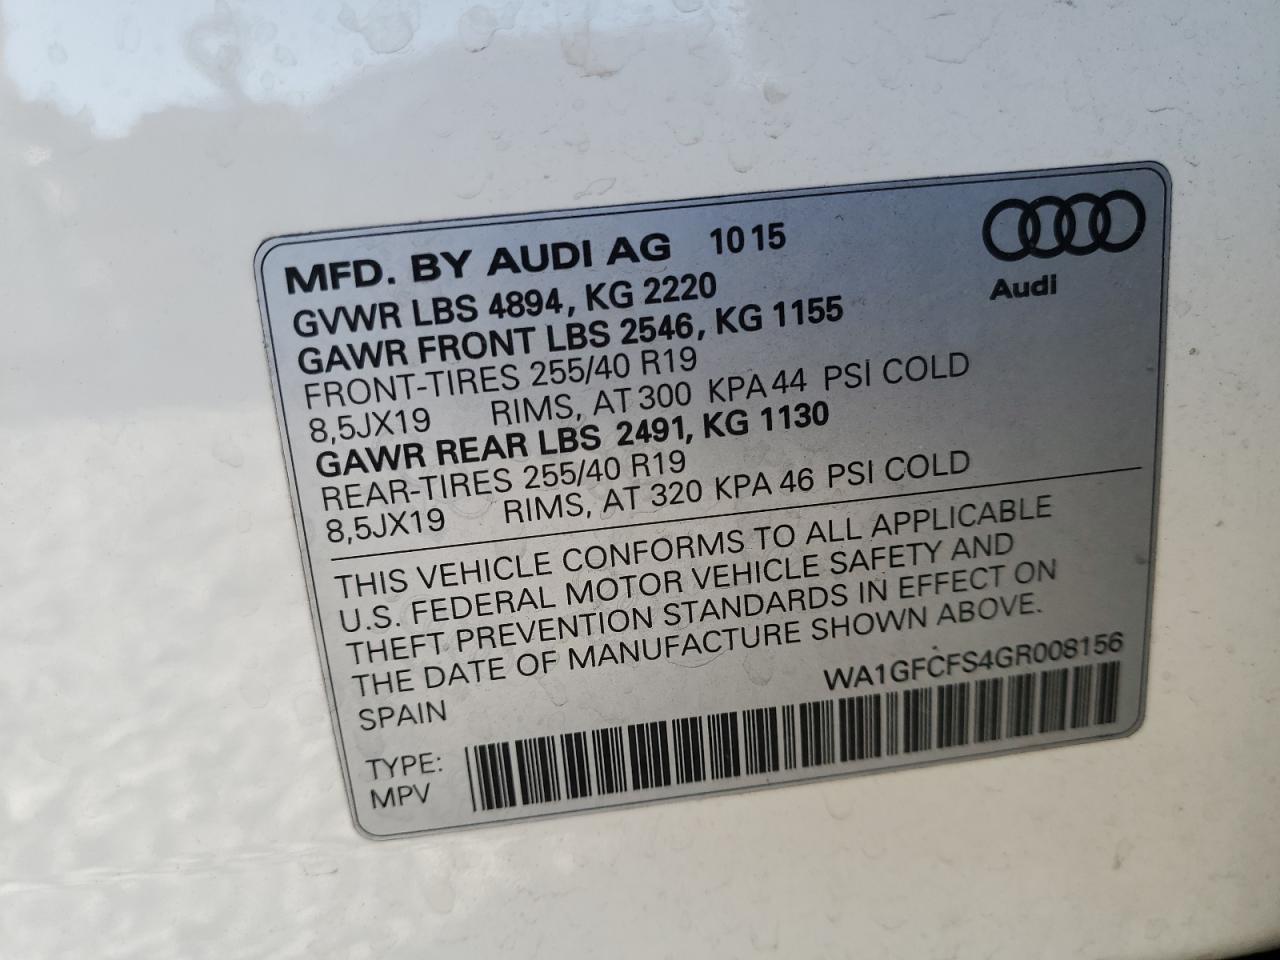 MFD. BY AUDI AG 10 15
Audi
GVWR LBS 4894, KG 2220
GAWR FRONT LBS 2546, KG 1155
FRONT-TIRES 255/40 R19
8,5JX19 RIMS, AT 300 KPA 44 PSI COLD
GAWR REAR LBS 2491, KG 1130
REAR-TIRES 255/40 R19
8,5JX19 RIMS, AT 320 KPA 46 PSI COLD
THIS VEHICLE CONFORMS TO ALL APPLICABLE
U.S. FEDERAL MOTOR VEHICLE SAFETY AND
THEFT PREVENTION STANDARDS IN EFFECT ON
THE DATE OF MANUFACTURE SHOWN ABOVE.
SPAIN WA1GFCFS4GR008156
TYPE:
MPV